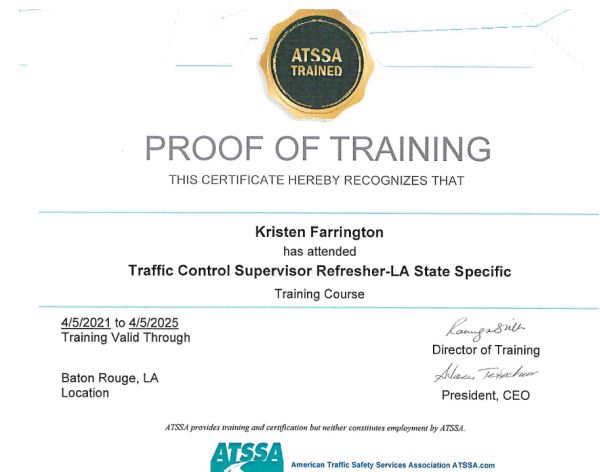 ATSSA
TRAINED
PROOF OF TRAINING
THIS CERTIFICATE HEREBY RECOGNIZES THAT
Kristen Farrington
has attended
Traffic Control Supervisor Refresher-LA State Specific
Training Course
4/5/2021 to 4/5/2025
Training Valid Through
Director of Training
Baton Rouge, LA
Location
President, CEO
ATSSA provides training and certification but neither constitutes employment by ATSSA.
ATSSA
American Traffic Safety Services Association ATSSA.com